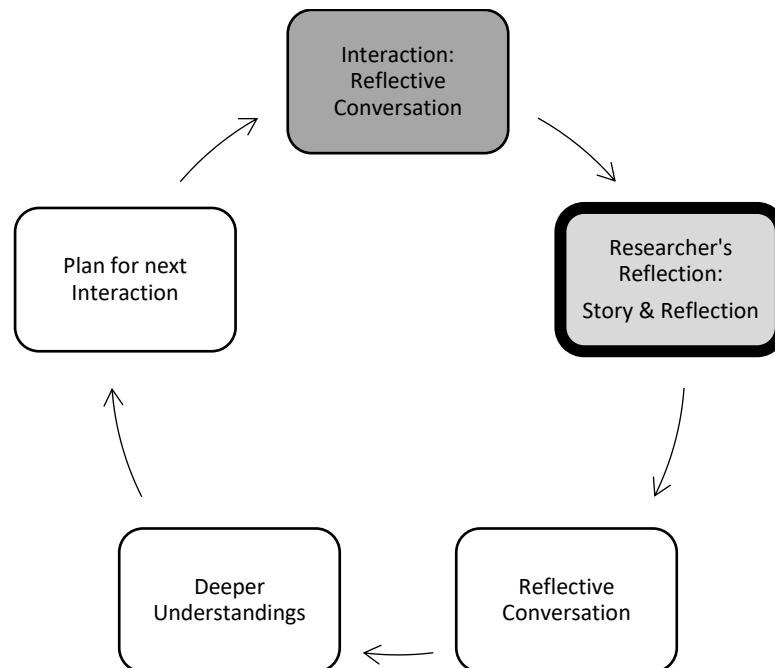 Interaction:
Reflective
Conversation
Researcher's
Reflection:
Story & Reflection
Reflective
Conversation
Deeper
Understandings
Plan for next
Interaction